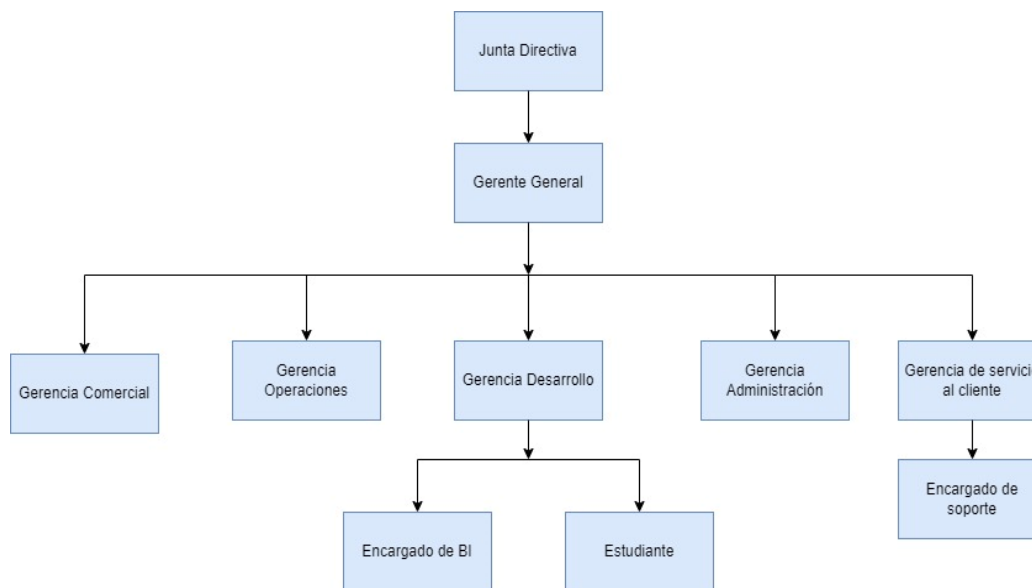 Junta Directiva
Gerente General
Gerencia Comercial
Gerencia
Operaciones
Gerencia Desarrollo
Gerencia
Administración
Gerencia de servicio
al cliente
Encargado de BI
Estudiante
Encargado de
soporte